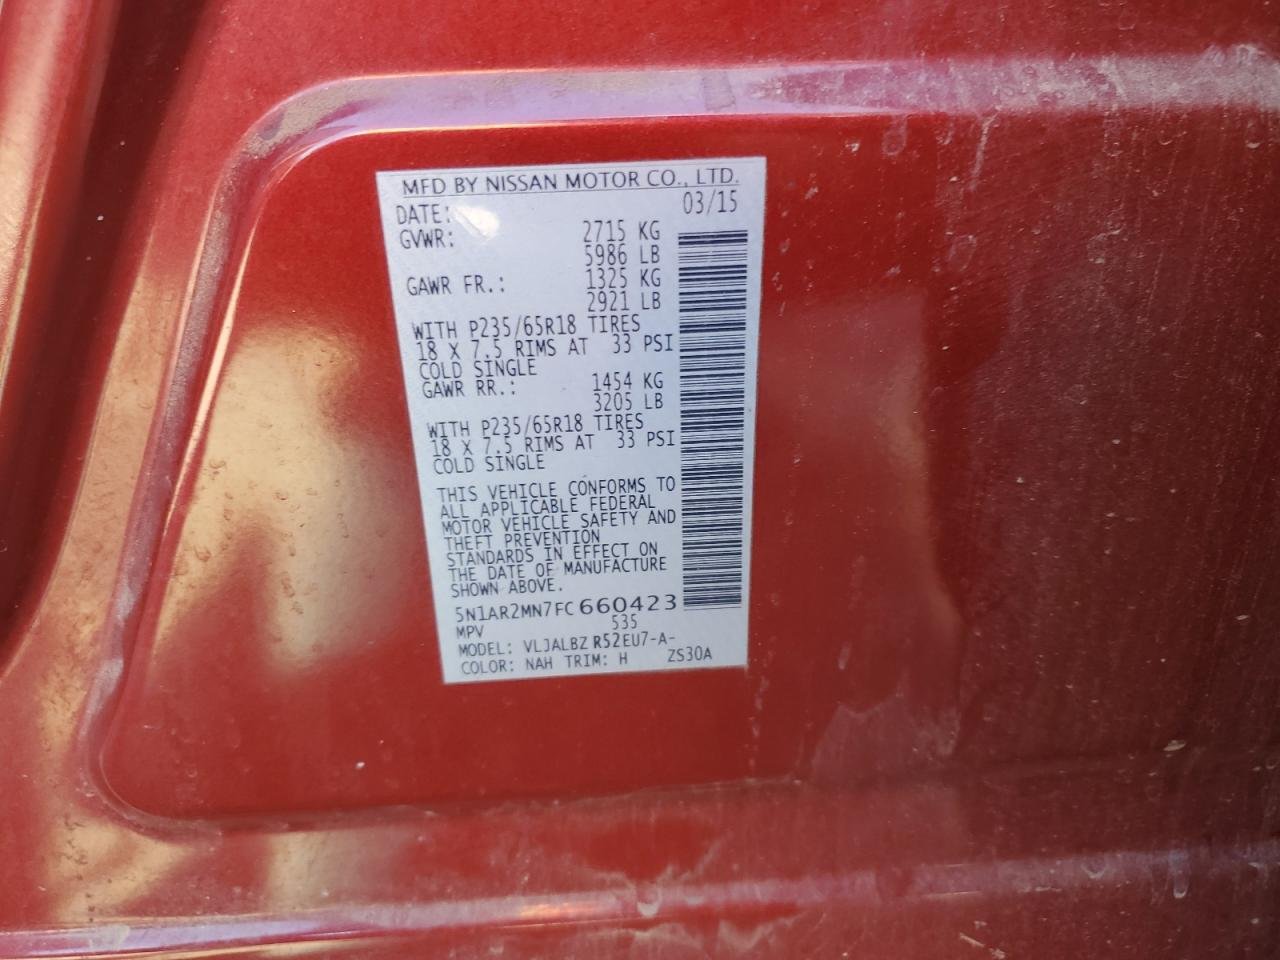 MFD BY NISSAN MOTOR CO., LTD.
DATE: 03/15
GVWR: 2715 KG
5986 LB
GAWR FR.: 1325 KG
2921 LB
WITH P235/65R18 TIRES
18 X 7.5 RIMS AT 33 PSI
COLD SINGLE
GAWR RR.: 1454 KG
3205 LB
WITH P235/65R18 TIRES
18 X 7.5 RIMS AT 33 PSI
COLD SINGLE
THIS VEHICLE CONFORMS TO
ALL APPLICABLE FEDERAL
MOTOR VEHICLE SAFETY AND
THEFT PREVENTION
STANDARDS IN EFFECT ON
THE DATE OF MANUFACTURE
SHOWN ABOVE.
5N1AR2MN7FC660423
MPV 535
MODEL: VLJALBZ R52EU7-A-
COLOR: NAH TRIM: H ZS30A